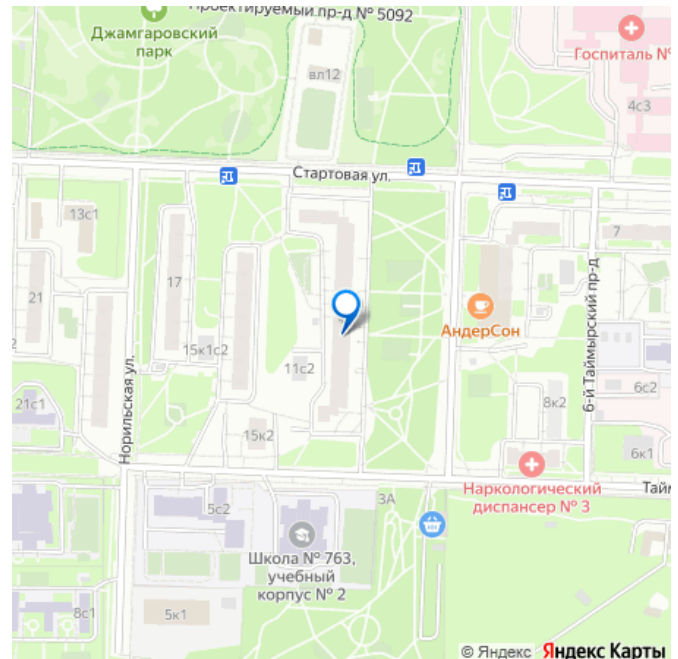 Проектируемый пр-д № 5092
Джамгаровский
парк
Госпиталь №
вл12
4с3
Стартовая ул.
13с1
7
17
21
6-й Таймырский пр-д
АндерСон
15к1с2
2
11с2
6с2
Норильская ул.
21с1
8к2
15к2
6к1
Наркологический
диспансер № 3
Тайм
3А
5с2
Школа № 763,
учебный
корпус № 2
8с1
5к1
© Яндекс Яндекс Карты